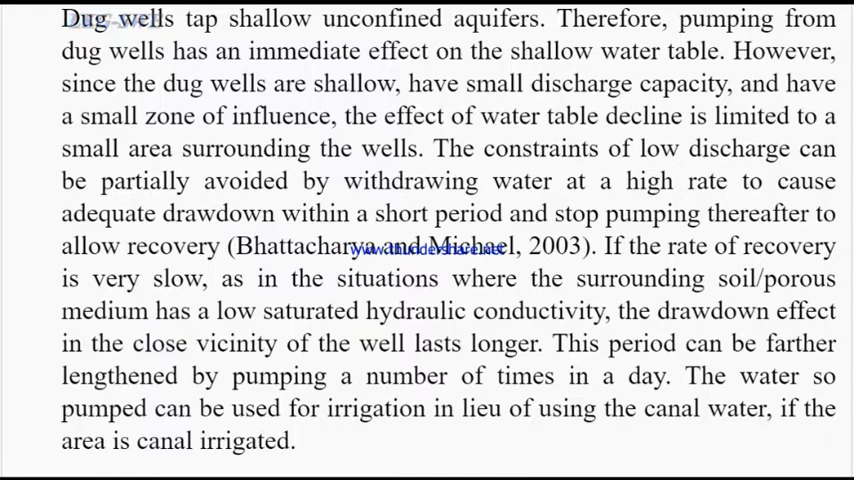 Dug wells tap shallow unconfined aquifers. Therefore, pumping from
dug wells has an immediate effect on the shallow water table. However,
since the dug wells are shallow, have small discharge capacity, and have
a small zone of influence, the effect of water table decline is limited to a
small area surrounding the wells. The constraints of low discharge can
be partially avoided by withdrawing water at a high rate to cause
adequate drawdown within a short period and stop pumping thereafter to
allow recovery (Bhattacharya and Michael, 2003). If the rate of recovery
www.thundershare.net
is very slow, as in the situations where the surrounding soil/porous
medium has a low saturated hydraulic conductivity, the drawdown effect
in the close vicinity of the well lasts longer. This period can be farther
lengthened by pumping a number of times in a day. The water so
pumped can be used for irrigation in lieu of using the canal water, if the
area is canal irrigated.